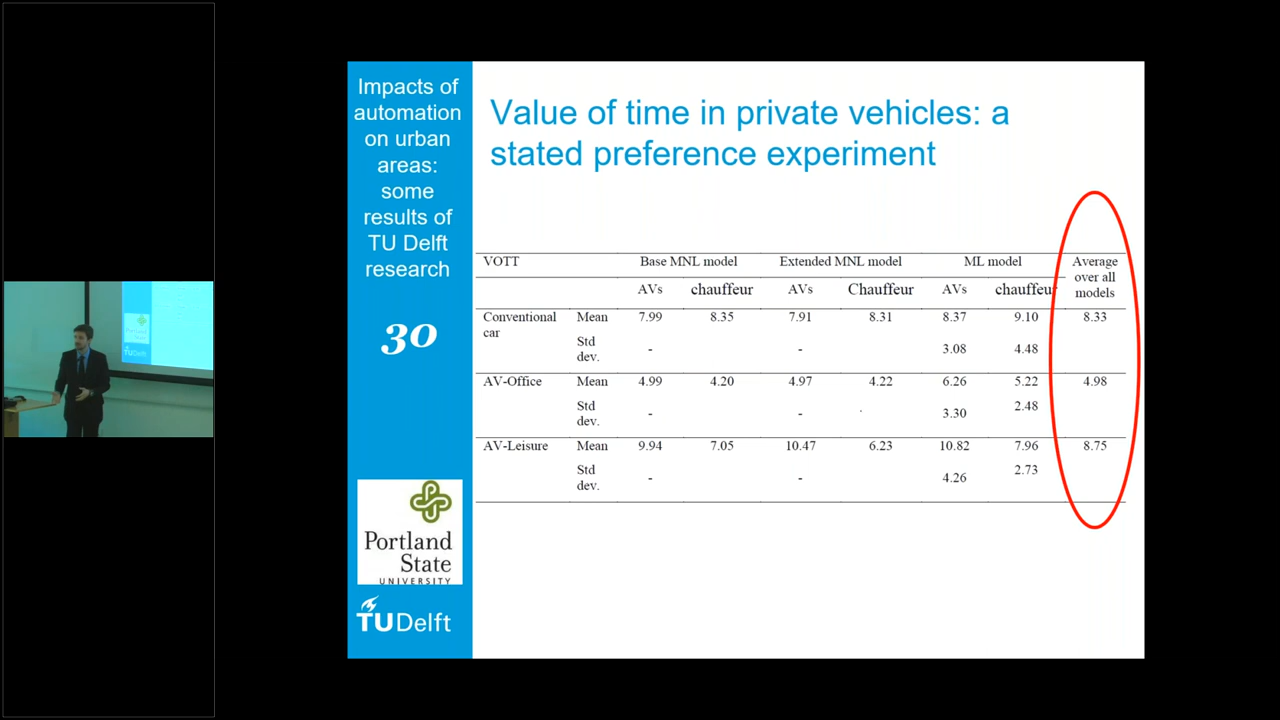 Impacts of
automation
on urban
areas:
some
results of
TU Delft
research
30
Portland
State
UNIVERSITY
TUDelft
Value of time in private vehicles: a
stated preference experiment
VOTT Base MNL model Extended MNL model ML model Average over all models
AVs chauffeur AVs Chauffeur AVs chauffeur
Conventional car Mean 7.99 8.35 7.91 8.31 8.37 9.10 8.33
Std dev. - - 3.08 4.48
AV-Office Mean 4.99 4.20 4.97 4.22 6.26 5.22 4.98
Std dev. - - 3.30 2.48
AV-Leisure Mean 9.94 7.05 10.47 6.23 10.82 7.96 8.75
Std dev. - - 4.26 2.73